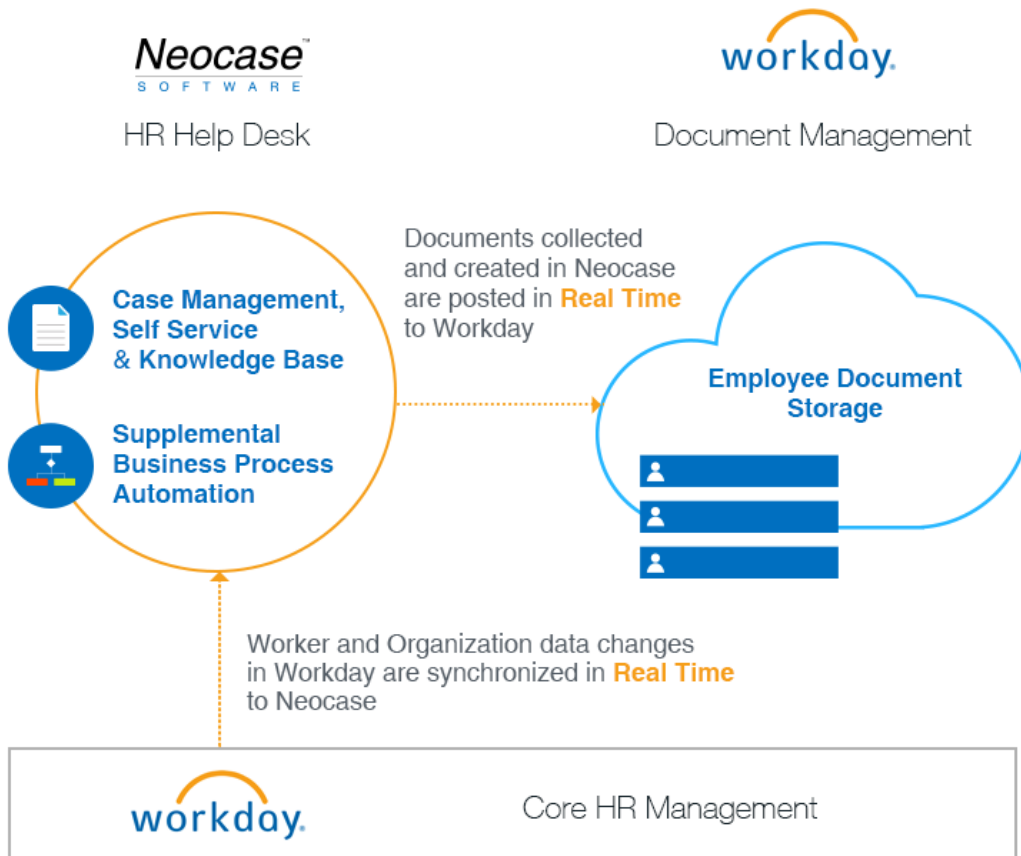 Neocase™
SOFTWARE
HR Help Desk
workday.
Document Management
Case Management,
Self Service
& Knowledge Base
Supplemental
Business Process
Automation
Documents collected
and created in Neocase
are posted in Real Time
to Workday
Employee Document
Storage
Worker and Organization data changes
in Workday are synchronized in Real Time
to Neocase
workday.
Core HR Management